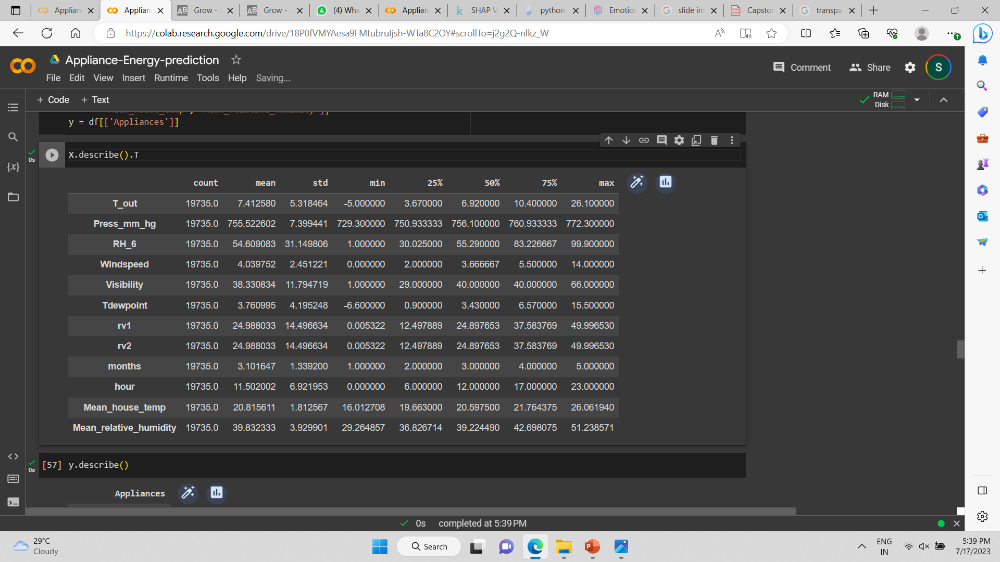 Applian
Applian
Grow -
Grow -
(4) Wha
Applian
SHAP V
python
Emotion
slide int
Capstor
transpa
https://colab.research.google.com/drive/18P0fVMYAesa9FMtubruIjsh-WTa8C2OY#scrollTo=j2g2Q-nlkz_W
Appliance-Energy-prediction
Comment
Share
S
File Edit View Insert Runtime Tools Help Saving...
+ Code + Text
RAM
Disk
y = df[['Appliances']]
0s
X.describe().T
count mean std min 25% 50% 75% max
T_out 19735.0 7.412580 5.318464 -5.000000 3.670000 6.920000 10.400000 26.100000
Press_mm_hg 19735.0 755.522602 7.399441 729.300000 750.933333 756.100000 760.933333 772.300000
RH_6 19735.0 54.609083 31.149806 1.000000 30.025000 55.290000 83.226667 99.900000
Windspeed 19735.0 4.039752 2.451221 0.000000 2.000000 3.666667 5.500000 14.000000
Visibility 19735.0 38.330834 11.794719 1.000000 29.000000 40.000000 40.000000 66.000000
Tdewpoint 19735.0 3.760995 4.195248 -6.600000 0.900000 3.430000 6.570000 15.500000
rv1 19735.0 24.988033 14.496634 0.005322 12.497889 24.897653 37.583769 49.996530
rv2 19735.0 24.988033 14.496634 0.005322 12.497889 24.897653 37.583769 49.996530
months 19735.0 3.101647 1.339200 1.000000 2.000000 3.000000 4.000000 5.000000
hour 19735.0 11.502002 6.921953 0.000000 6.000000 12.000000 17.000000 23.000000
Mean_house_temp 19735.0 20.815611 1.812567 16.012708 19.663000 20.597500 21.764375 26.061940
Mean_relative_humidity 19735.0 39.832333 3.929901 29.264857 36.826714 39.224490 42.698075 51.238571
0s
[57] y.describe()
Appliances
0s completed at 5:39 PM
29°C
Cloudy
Search
ENG
IN
5:39 PM
7/17/2023